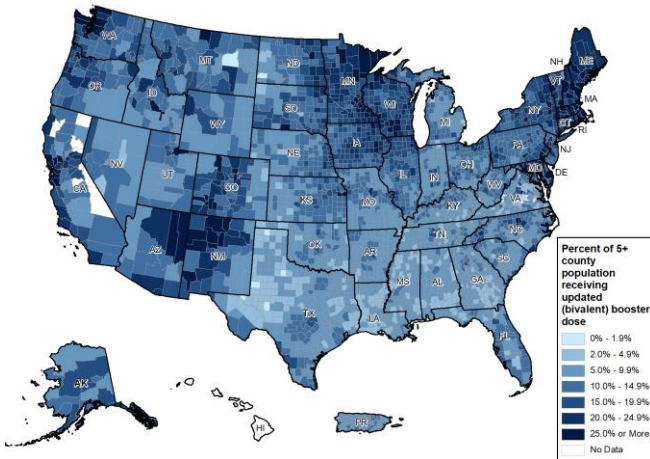 WA
MT
ND
MN
ME
NH
VT
OR
ID
SD
WI
MI
NY
MA
CT
RI
WY
IA
NE
PA
NJ
NV
UT
CO
IL
IN
OH
MD
DE
CA
KS
MO
WV
VA
KY
AZ
NM
OK
AR
TN
NC
SC
MS
AL
GA
TX
LA
FL
AK
HI
PR
Percent of 5+
county
population
receiving
updated
(bivalent) booster
dose
0% - 1.9%
2.0% - 4.9%
5.0% - 9.9%
10.0% - 14.9%
15.0% - 19.9%
20.0% - 24.9%
25.0% or More
No Data